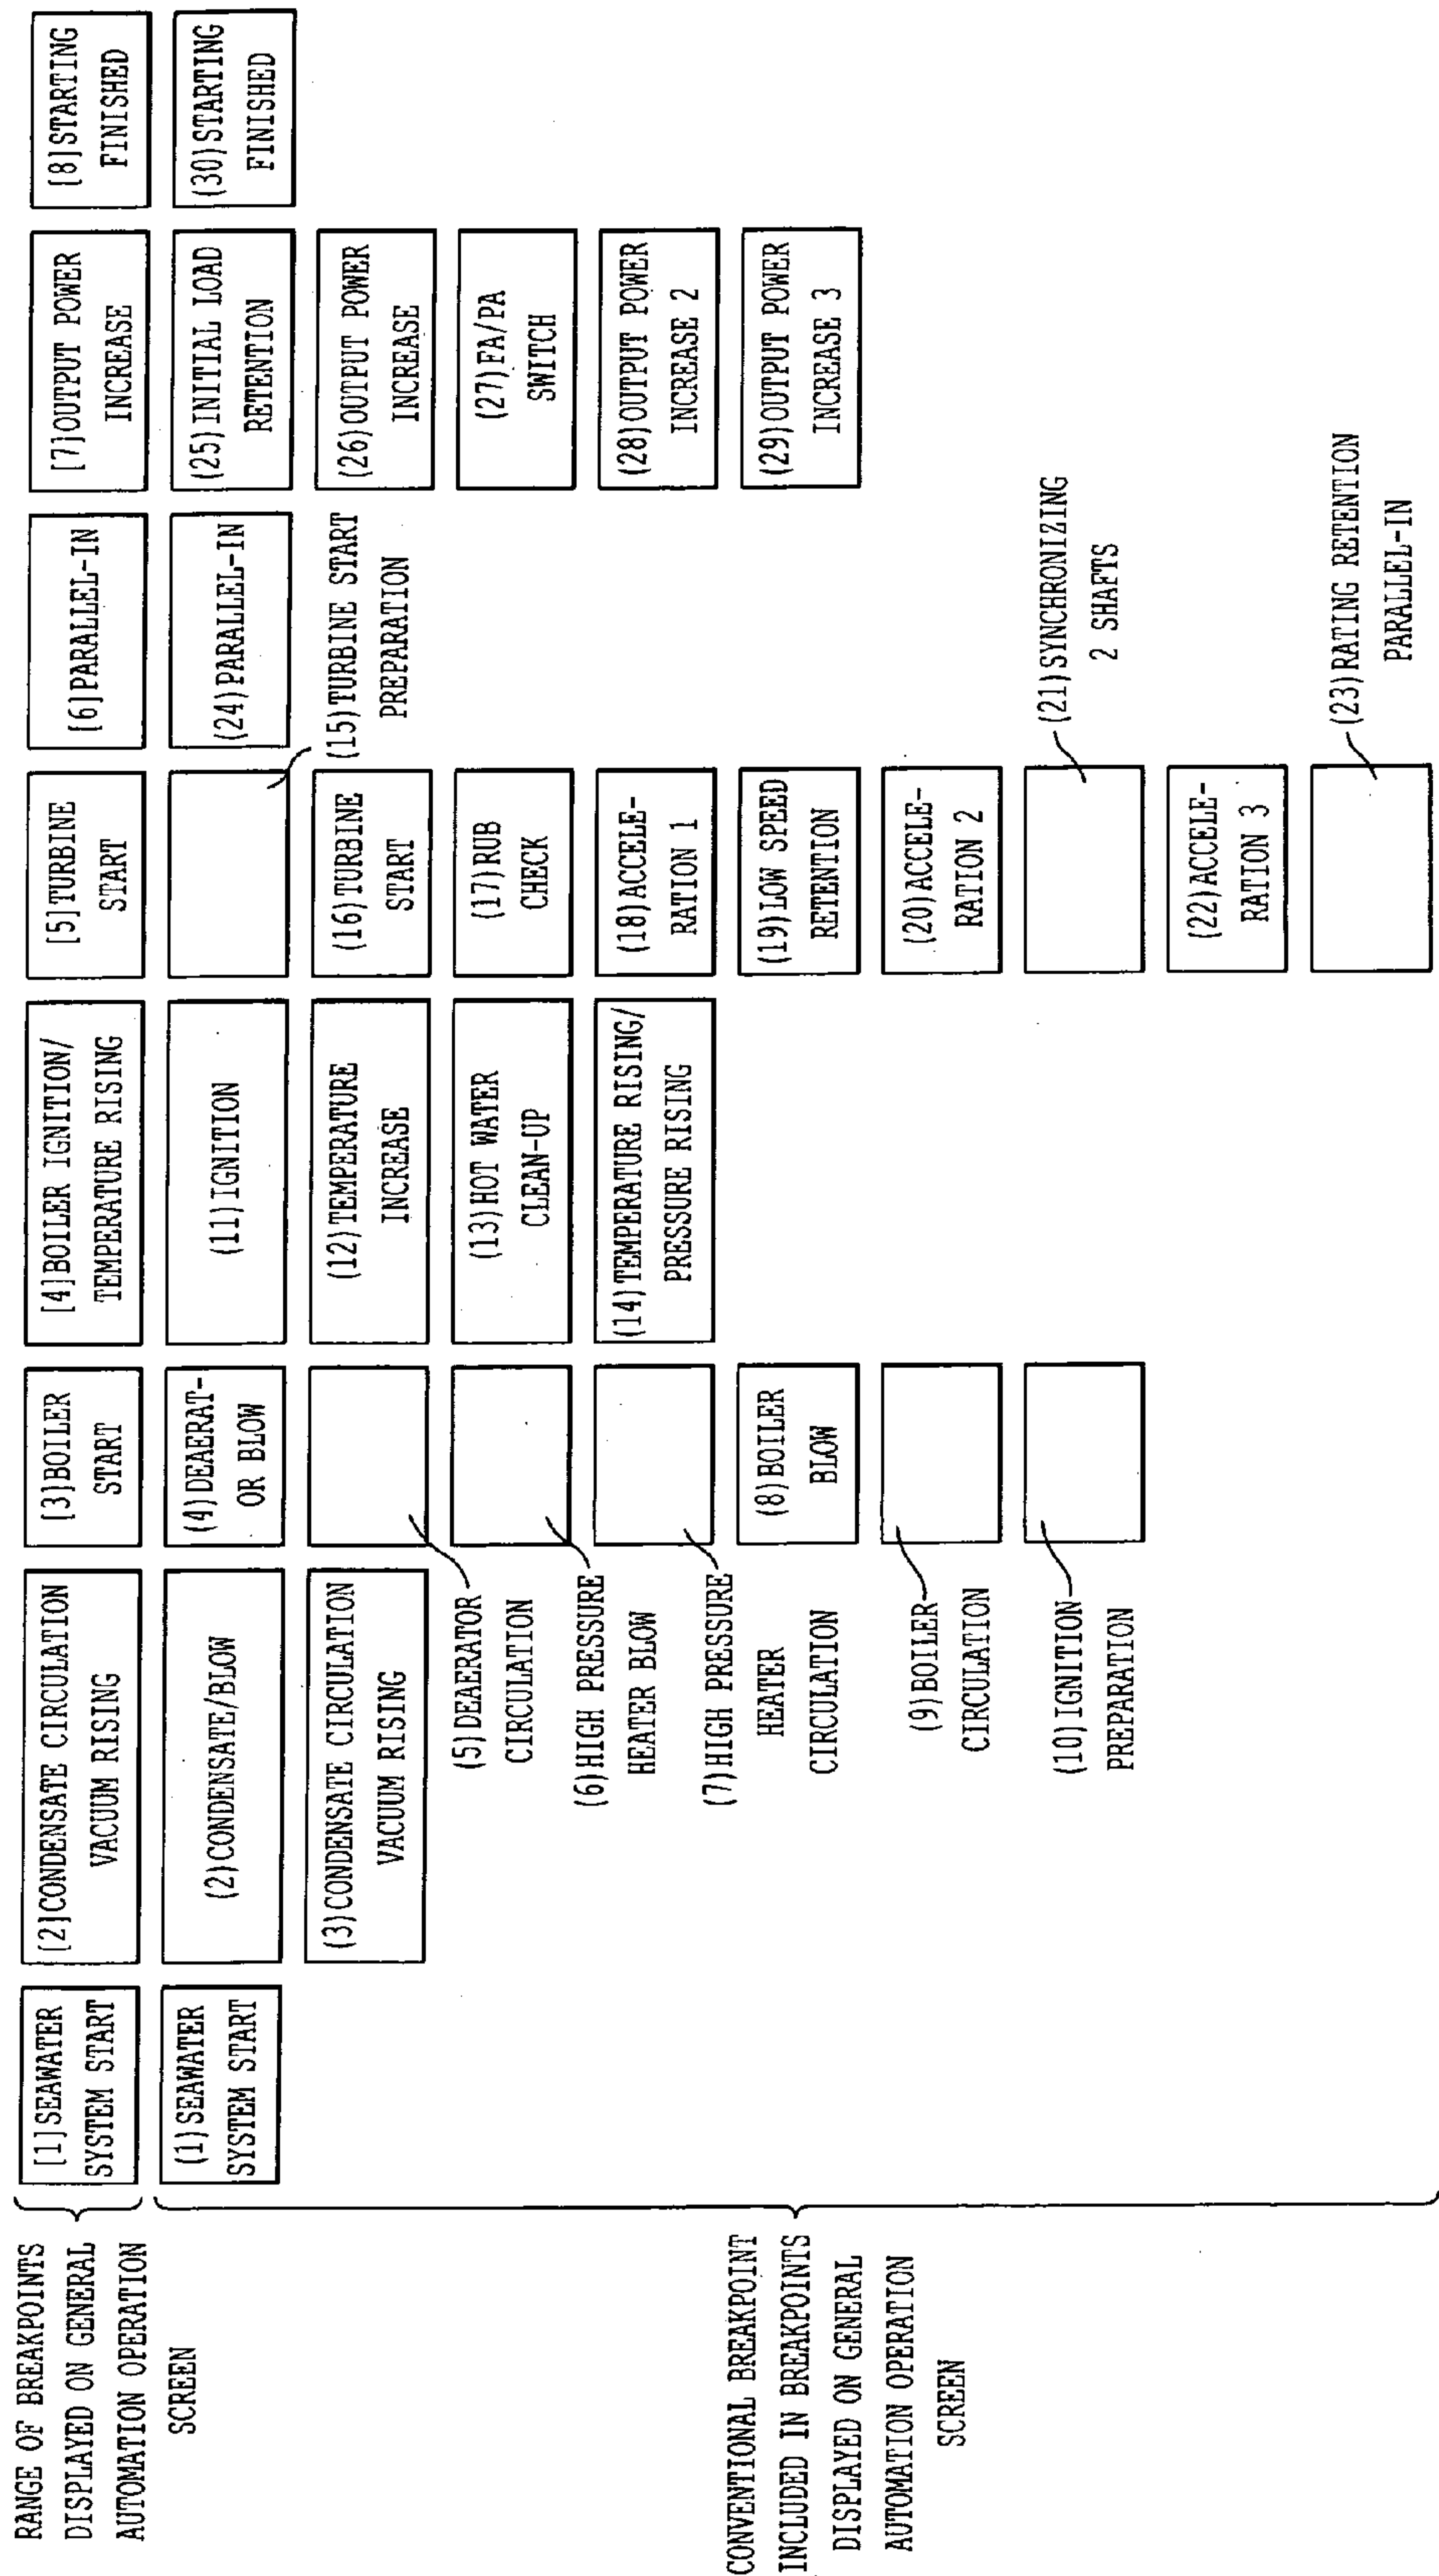 RANGE OF BREAKPOINTS
DISPLAYED ON GENERAL
AUTOMATION OPERATION
SCREEN
[1]SEAWATER
SYSTEM START
[2]CONDENSATE CIRCULATION
VACUUM RISING
[3]BOILER
START
[4]BOILER IGNITION/
TEMPERATURE RISING
[5]TURBINE
START
[6]PARALLEL-IN
[7]OUTPUT POWER
INCREASE
[8]STARTING
FINISHED
CONVENTIONAL BREAKPOINT
INCLUDED IN BREAKPOINTS
DISPLAYED ON GENERAL
AUTOMATION OPERATION
SCREEN
(1)SEAWATER
SYSTEM START
(2)CONDENSATE/BLOW
(3)CONDENSATE CIRCULATION
VACUUM RISING
(4)DEAERAT-
OR BLOW
(5)DEAERATOR
CIRCULATION
(6)HIGH PRESSURE
HEATER BLOW
(7)HIGH PRESSURE
HEATER
CIRCULATION
(8)BOILER
BLOW
(9)BOILER
CIRCULATION
(10)IGNITION
PREPARATION
(11)IGNITION
(12)TEMPERATURE
INCREASE
(13)HOT WATER
CLEAN-UP
(14)TEMPERATURE RISING/
PRESSURE RISING
(15)TURBINE START
PREPARATION
(16)TURBINE
START
(17)RUB
CHECK
(18)ACCELE-
RATION 1
(19)LOW SPEED
RETENTION
(20)ACCELE-
RATION 2
(21)SYNCHRONIZING
2 SHAFTS
(22)ACCELE-
RATION 3
(23)RATING RETENTION
PARALLEL-IN
(24)PARALLEL-IN
(25)INITIAL LOAD
RETENTION
(26)OUTPUT POWER
INCREASE
(27)FA/PA
SWITCH
(28)OUTPUT POWER
INCREASE 2
(29)OUTPUT POWER
INCREASE 3
(30)STARTING
FINISHED